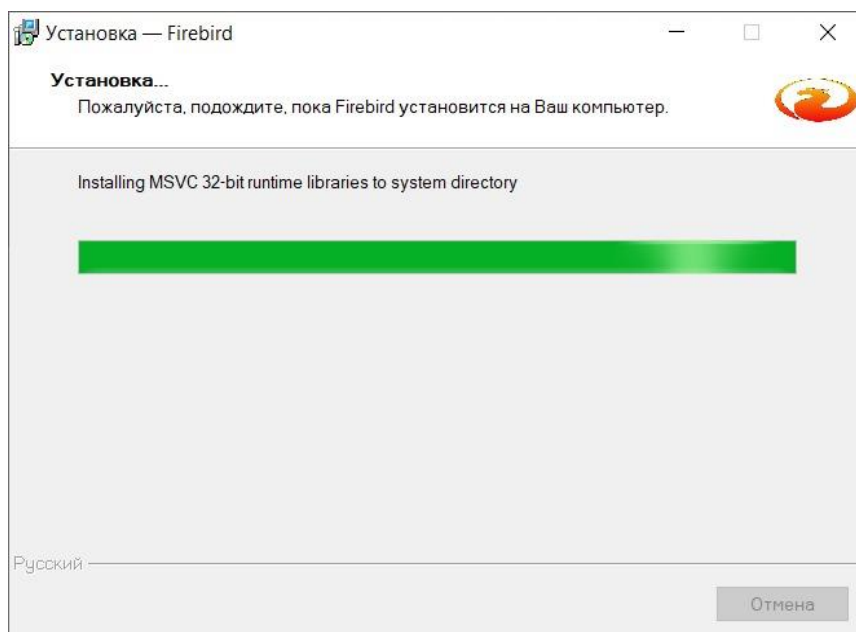 Установка — Firebird
Установка...
Пожалуйста, подождите, пока Firebird установится на Ваш компьютер.
Installing MSVC 32-bit runtime libraries to system directory
Русский
Отмена